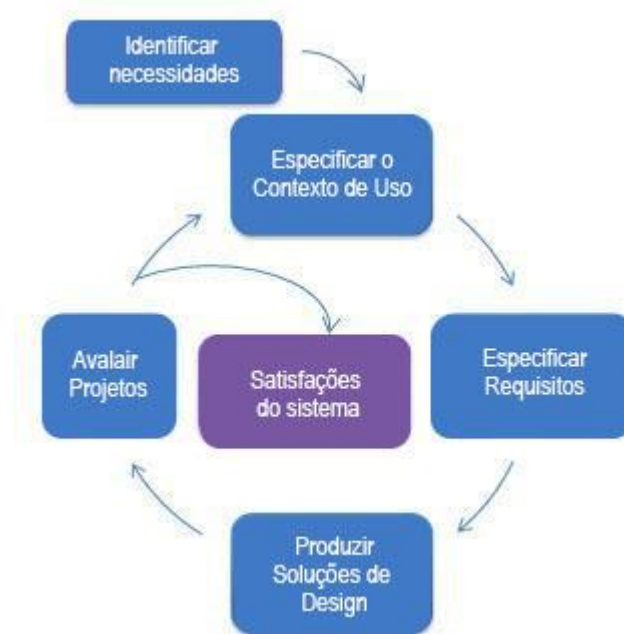 Identificar
necessidades
Especificar o
Contexto de Uso
Especificar
Requisitos
Produzir
Soluções de
Design
Avalair
Projetos
Satisfações
do sistema